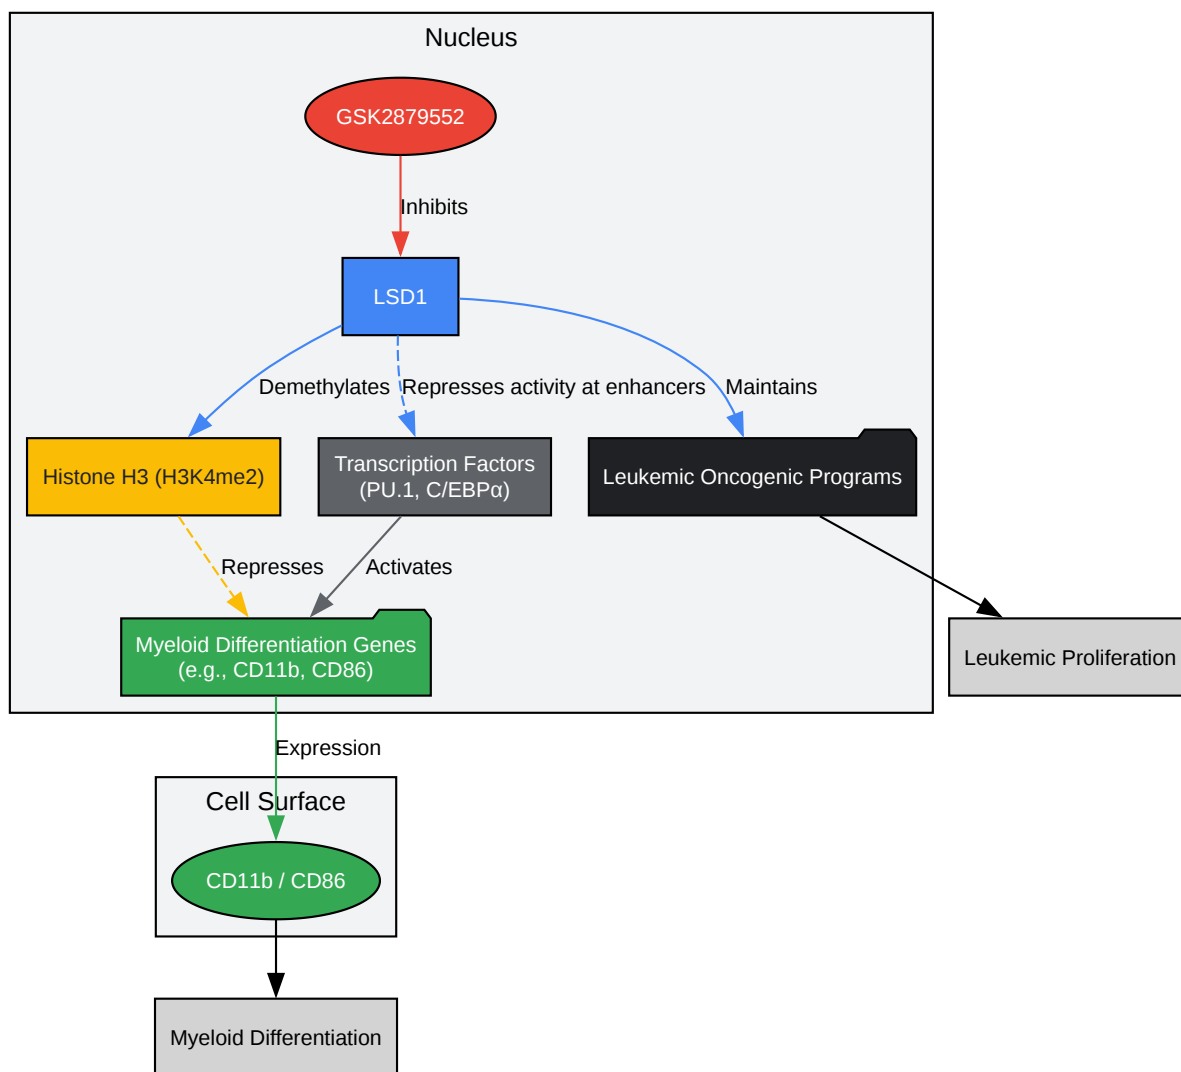 Nucleus
GSK2879552
Inhibits
LSD1
Demethylates
Represses activity at enhancers
Maintains
Histone H3 (H3K4me2)
Transcription Factors
(PU.1, C/EBPα)
Leukemic Oncogenic Programs
Represses
Activates
Myeloid Differentiation Genes
(e.g., CD11b, CD86)
Leukemic Proliferation
Expression
Cell Surface
CD11b / CD86
Myeloid Differentiation